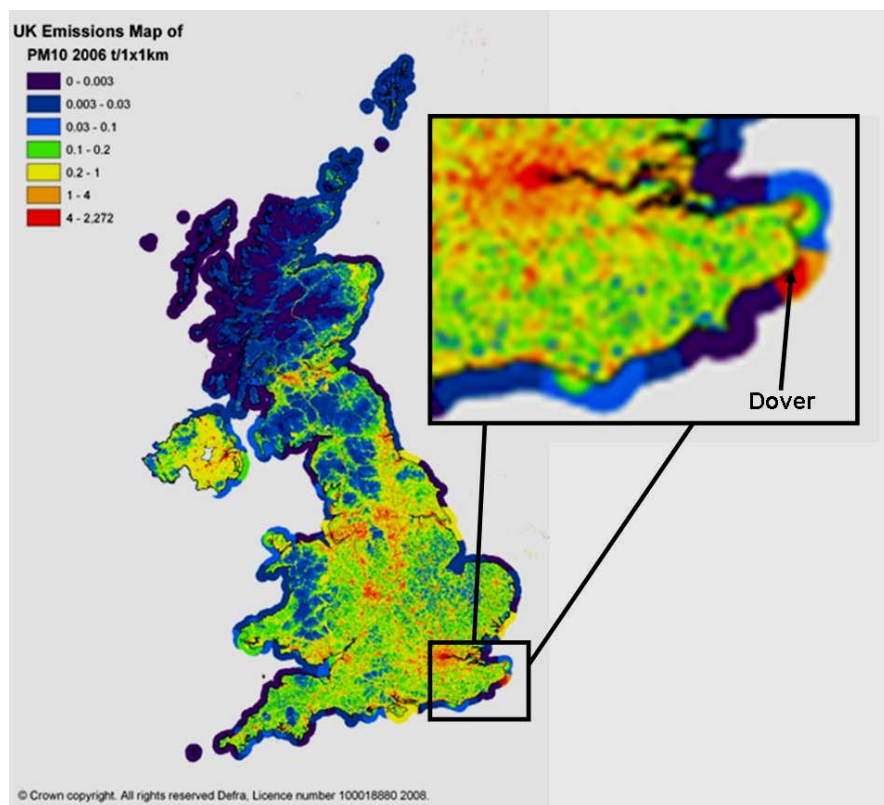 UK Emissions Map of
PM10 2006 t/1x1km
0 - 0.003
0.003 - 0.03
0.03 - 0.1
0.1 - 0.2
0.2 - 1
1 - 4
4 - 2,272
Dover
© Crown copyright. All rights reserved Defra, Licence number 100018880 2008.